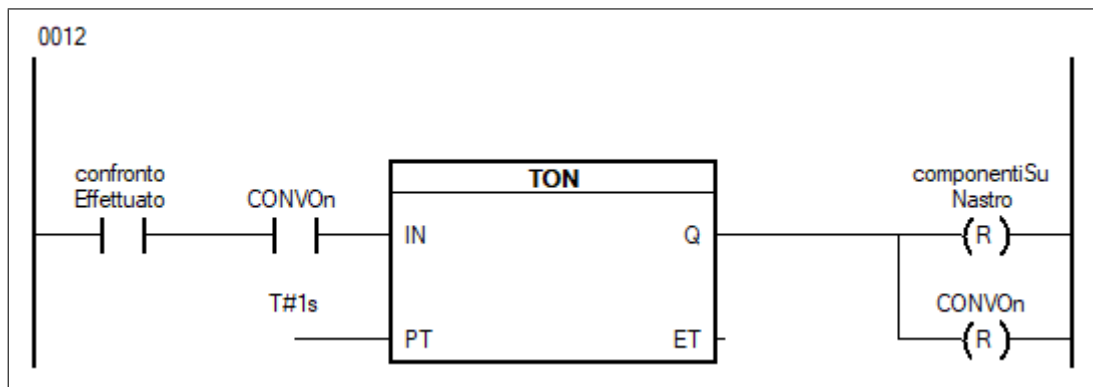 0012
confronto
Effettuato
CONVOn
TON
componentiSu
Nastro
IN
Q
(R)
T#1s
CONVOn
PT
ET
(R)